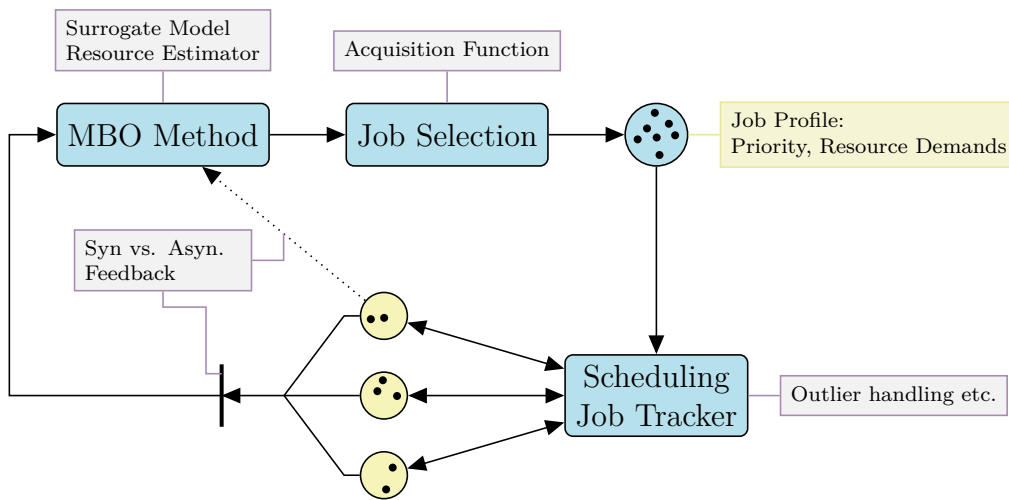 Surrogate Model
Resource Estimator
Acquisition Function
MBO Method
Job Selection
Job Profile:
Priority, Resource Demands
Syn vs. Asyn.
Feedback
Scheduling
Job Tracker
Outlier handling etc.